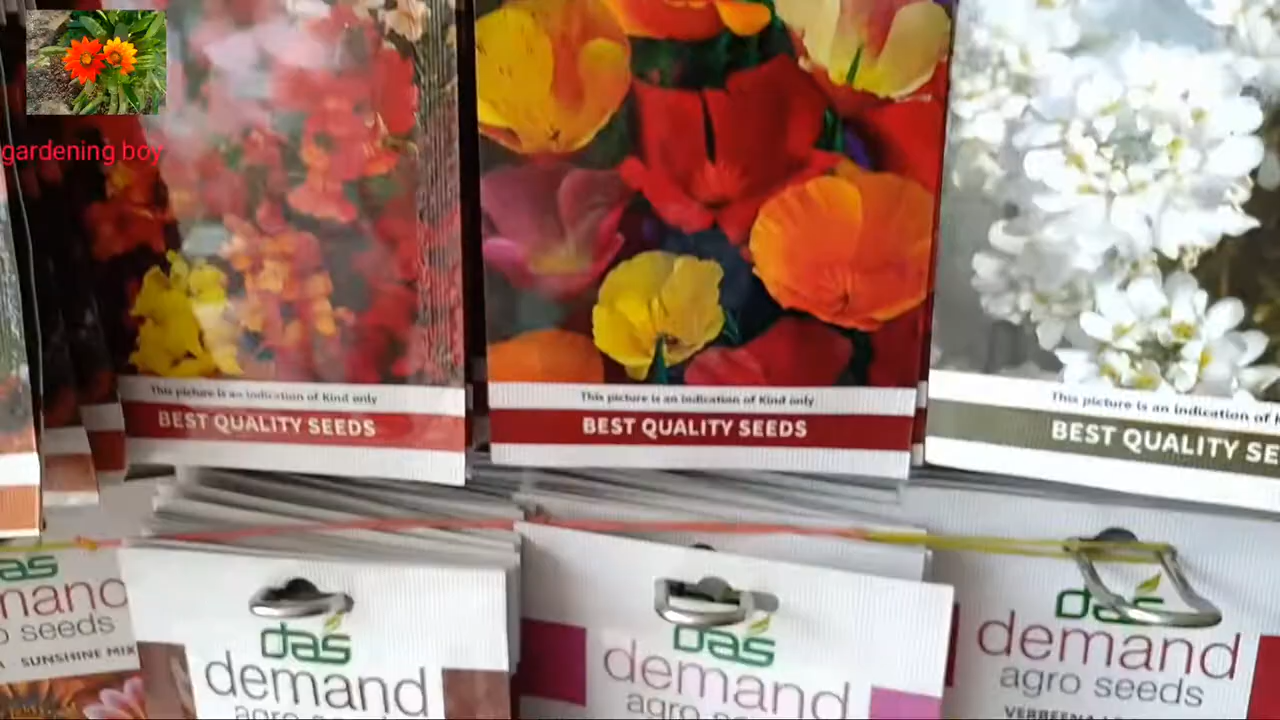 gardening boy
This picture is an indication of Kind only
BEST QUALITY SEEDS
This picture is an indication of Kind only
BEST QUALITY SEEDS
This picture is an indication of
BEST QUALITY SE
das
demand
agro seeds
das
demand
das
demand
agro seeds
SUNSHINE MIX